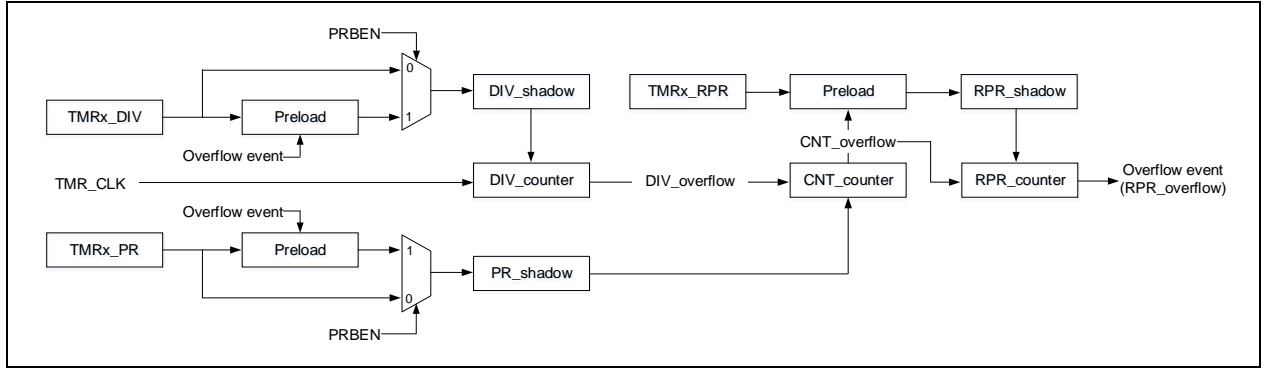 PRBEN
0
DIV_shadow
TMRx_RPR
Preload
RPR_shadow
TMRx_DIV
Preload
1
Overflow event
CNT_overflow
TMR_CLK
DIV_counter
DIV_overflow
CNT_counter
RPR_counter
Overflow event
(RPR_overflow)
Overflow event
TMRx_PR
Preload
1
PR_shadow
0
PRBEN